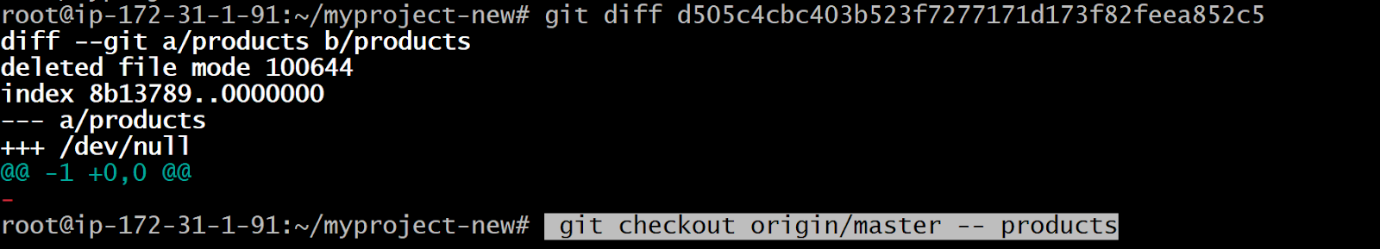 root@ip-172-31-1-91:~/myproject-new# git diff d505c4cbc403b523f7277171d173f82feea852c5
diff --git a/products b/products
deleted file mode 100644
index 8b13789..0000000
--- a/products
+++ /dev/null
@@ -1 +0,0 @@
-
root@ip-172-31-1-91:~/myproject-new#  git checkout origin/master -- products